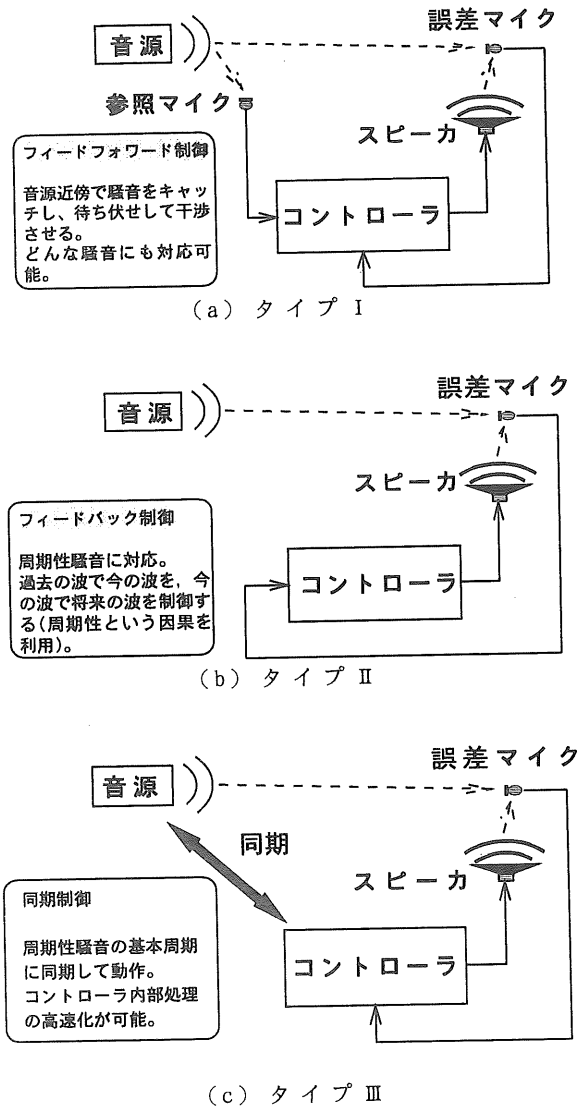 誤差マイク
音源
参照マイク
スピーカ
フィードフォワード制御
音源近傍で騒音をキャッ
チし、待ち伏せして干渉
させる。
どんな騒音にも対応可
能。
コントローラ
(a) タイプⅠ
誤差マイク
音源
スピーカ
フィードバック制御
周期性騒音に対応。
過去の波で今の波を，今
の波で将来の波を制御す
る(周期性という因果を
利用)。
コントローラ
(b) タイプⅡ
誤差マイク
音源
同期
スピーカ
同期制御
周期性騒音の基本周期
に同期して動作。
コントローラ内部処理
の高速化が可能。
コントローラ
(c) タイプⅢ